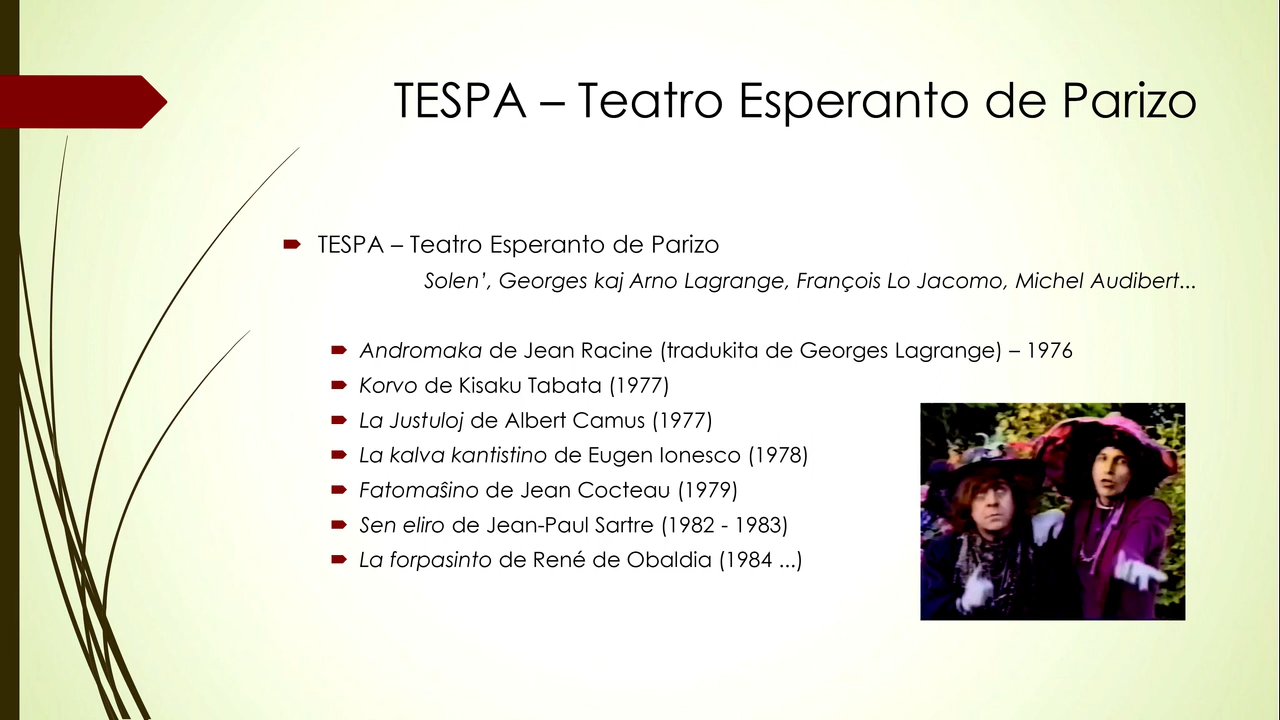 TESPA – Teatro Esperanto de Parizo
TESPA – Teatro Esperanto de Parizo
Solen’, Georges kaj Arno Lagrange, François Lo Jacomo, Michel Audibert...
Andromaka de Jean Racine (tradukita de Georges Lagrange) – 1976
Korvo de Kisaku Tabata (1977)
La Justuloj de Albert Camus (1977)
La kalva kantistino de Eugen Ionesco (1978)
Fatomaŝino de Jean Cocteau (1979)
Sen eliro de Jean-Paul Sartre (1982 - 1983)
La forpasinto de René de Obaldia (1984 ...)